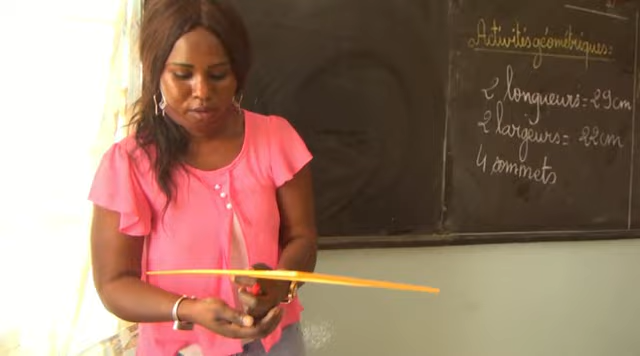 Activités géométriques:
2 longueurs = 29cm
2 largeurs = 22cm
4 sommets